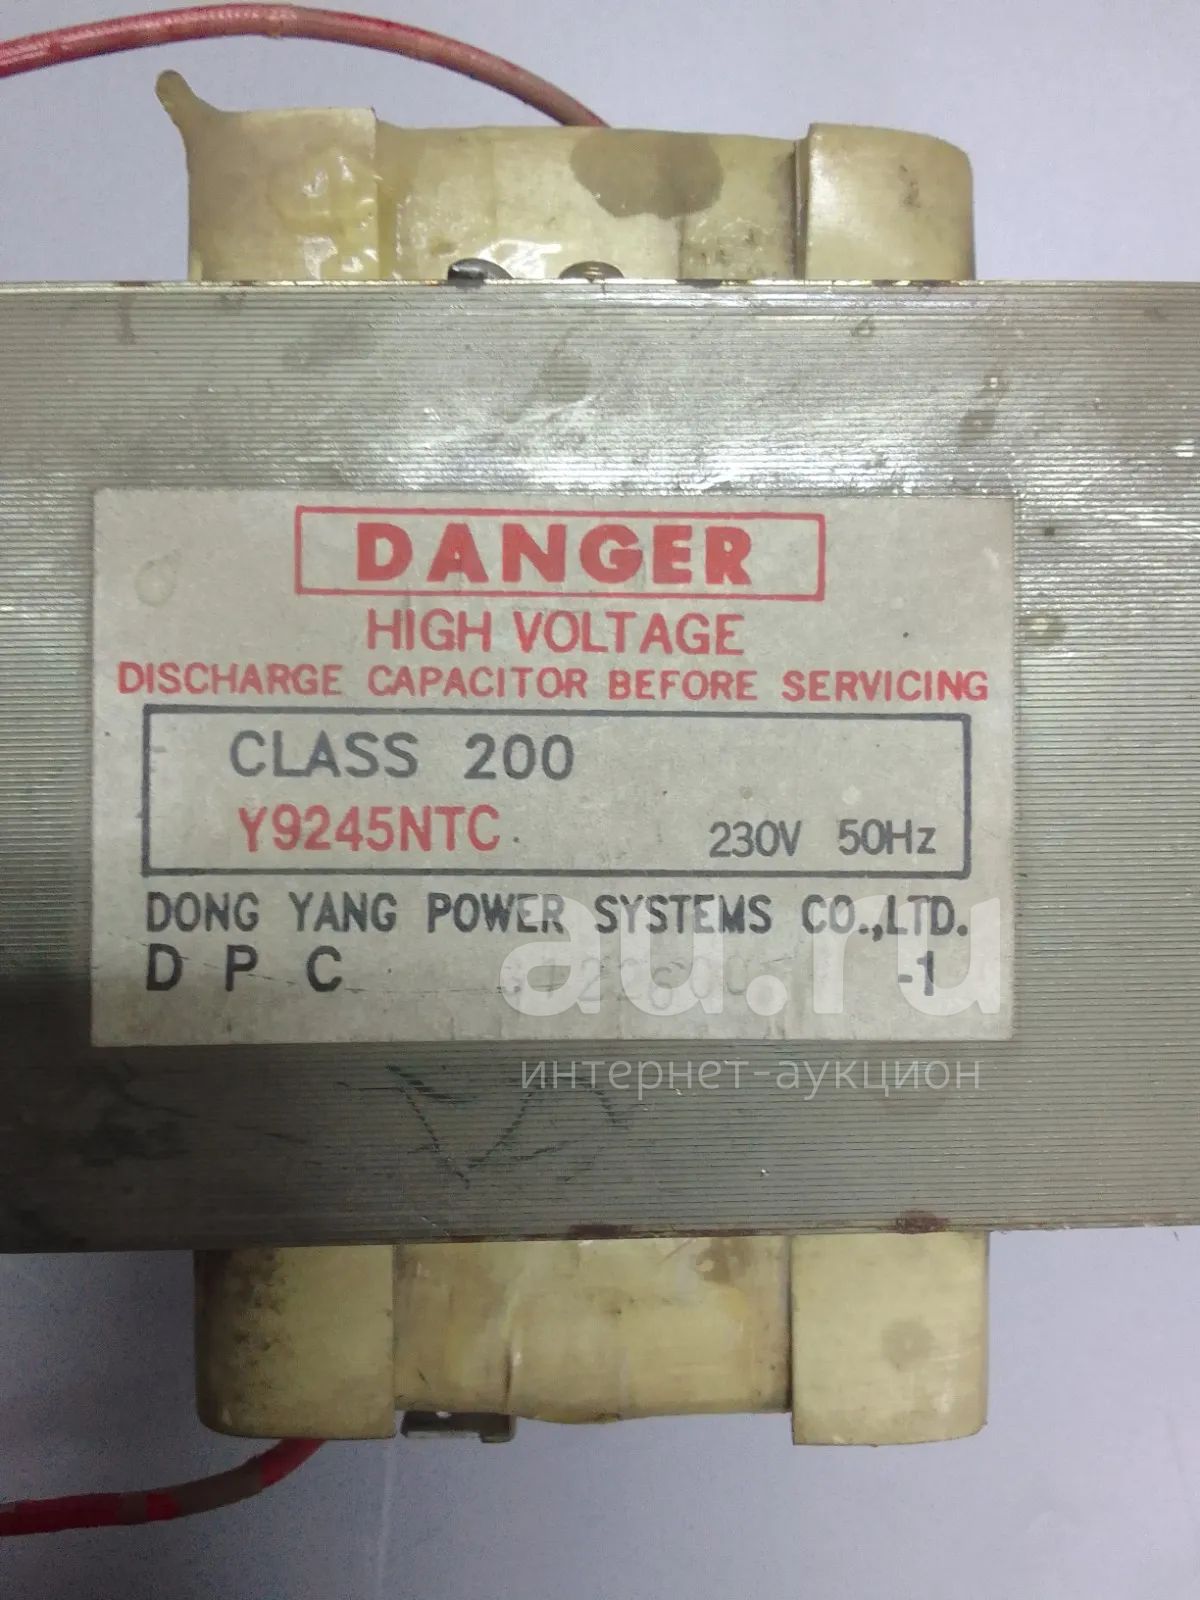 DANGER
HIGH VOLTAGE
DISCHARGE CAPACITOR BEFORE SERVICING
CLASS 200
Y9245NTC
230V 50Hz
DONG YANG POWER SYSTEMS CO.,LTD.
D P C -1
au.ru
интернет-аукцион